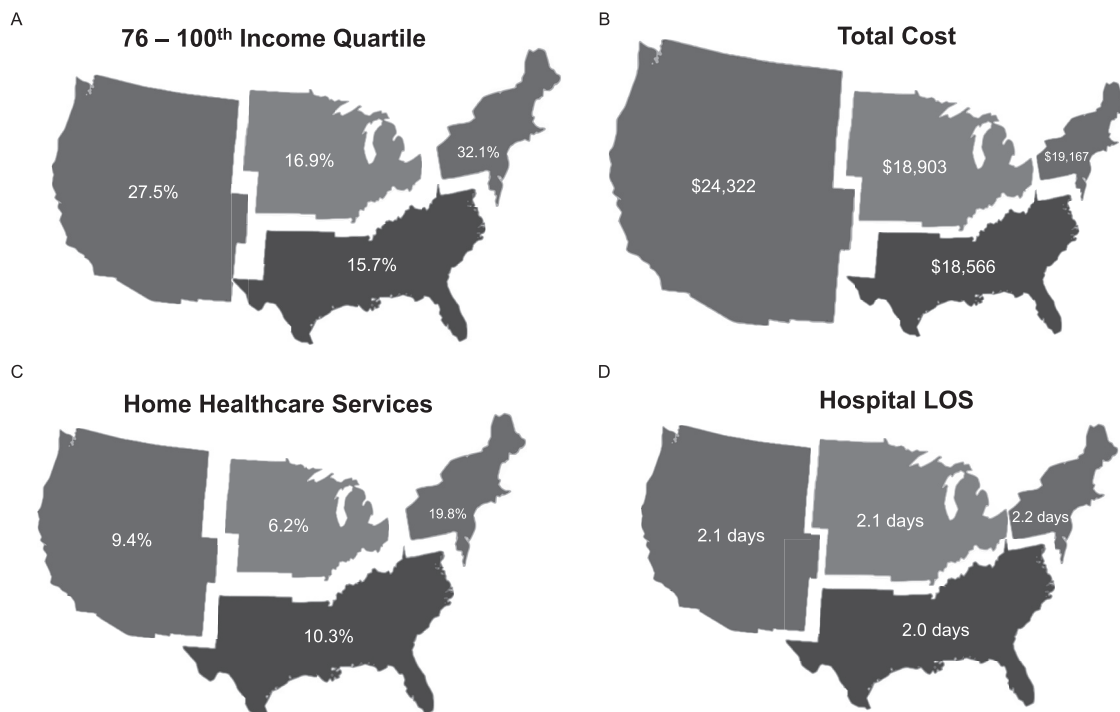 A
76 – 100th Income Quartile
27.5%
16.9%
32.1%
15.7%
B
Total Cost
$24,322
$18,903
$19,167
$18,566
C
Home Healthcare Services
9.4%
6.2%
19.8%
10.3%
D
Hospital LOS
2.1 days
2.1 days
2.2 days
2.0 days